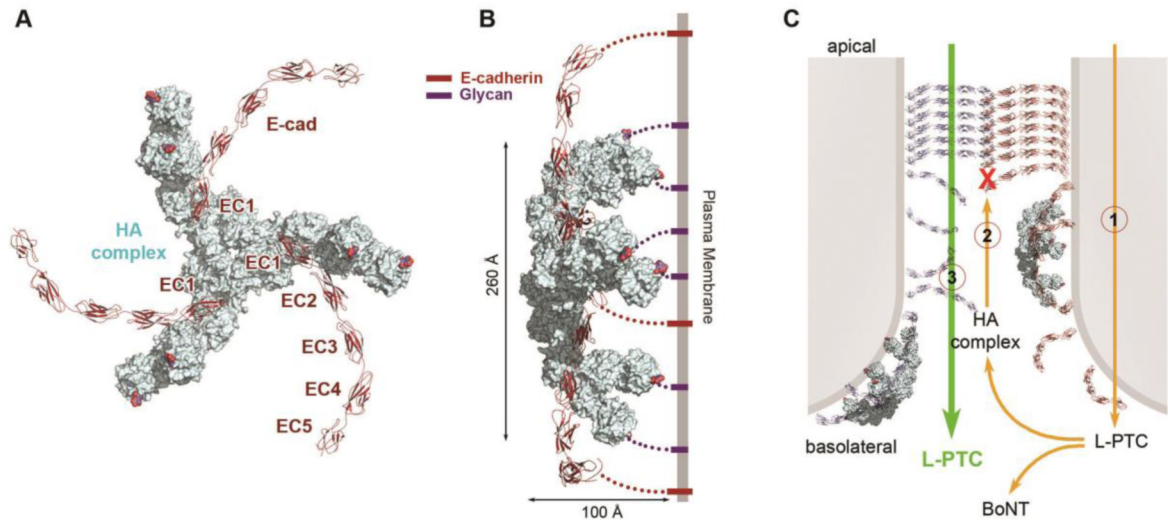 A
E-cad
EC1
HA
complex
EC1
EC1
EC2
EC3
EC4
EC5
B
E-cadherin
Glycan
260 Å
100 Å
Plasma Membrane
C
apical
X
1
2
3
HA
complex
basolateral
L-PTC
L-PTC
BoNT